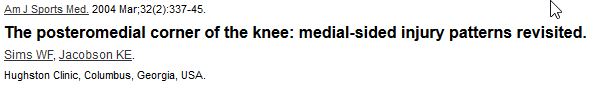 Am J Sports Med. 2004 Mar;32(2):337-45.
The posteromedial corner of the knee: medial-sided injury patterns revisited.
Sims WF, Jacobson KE.
Hughston Clinic, Columbus, Georgia, USA.